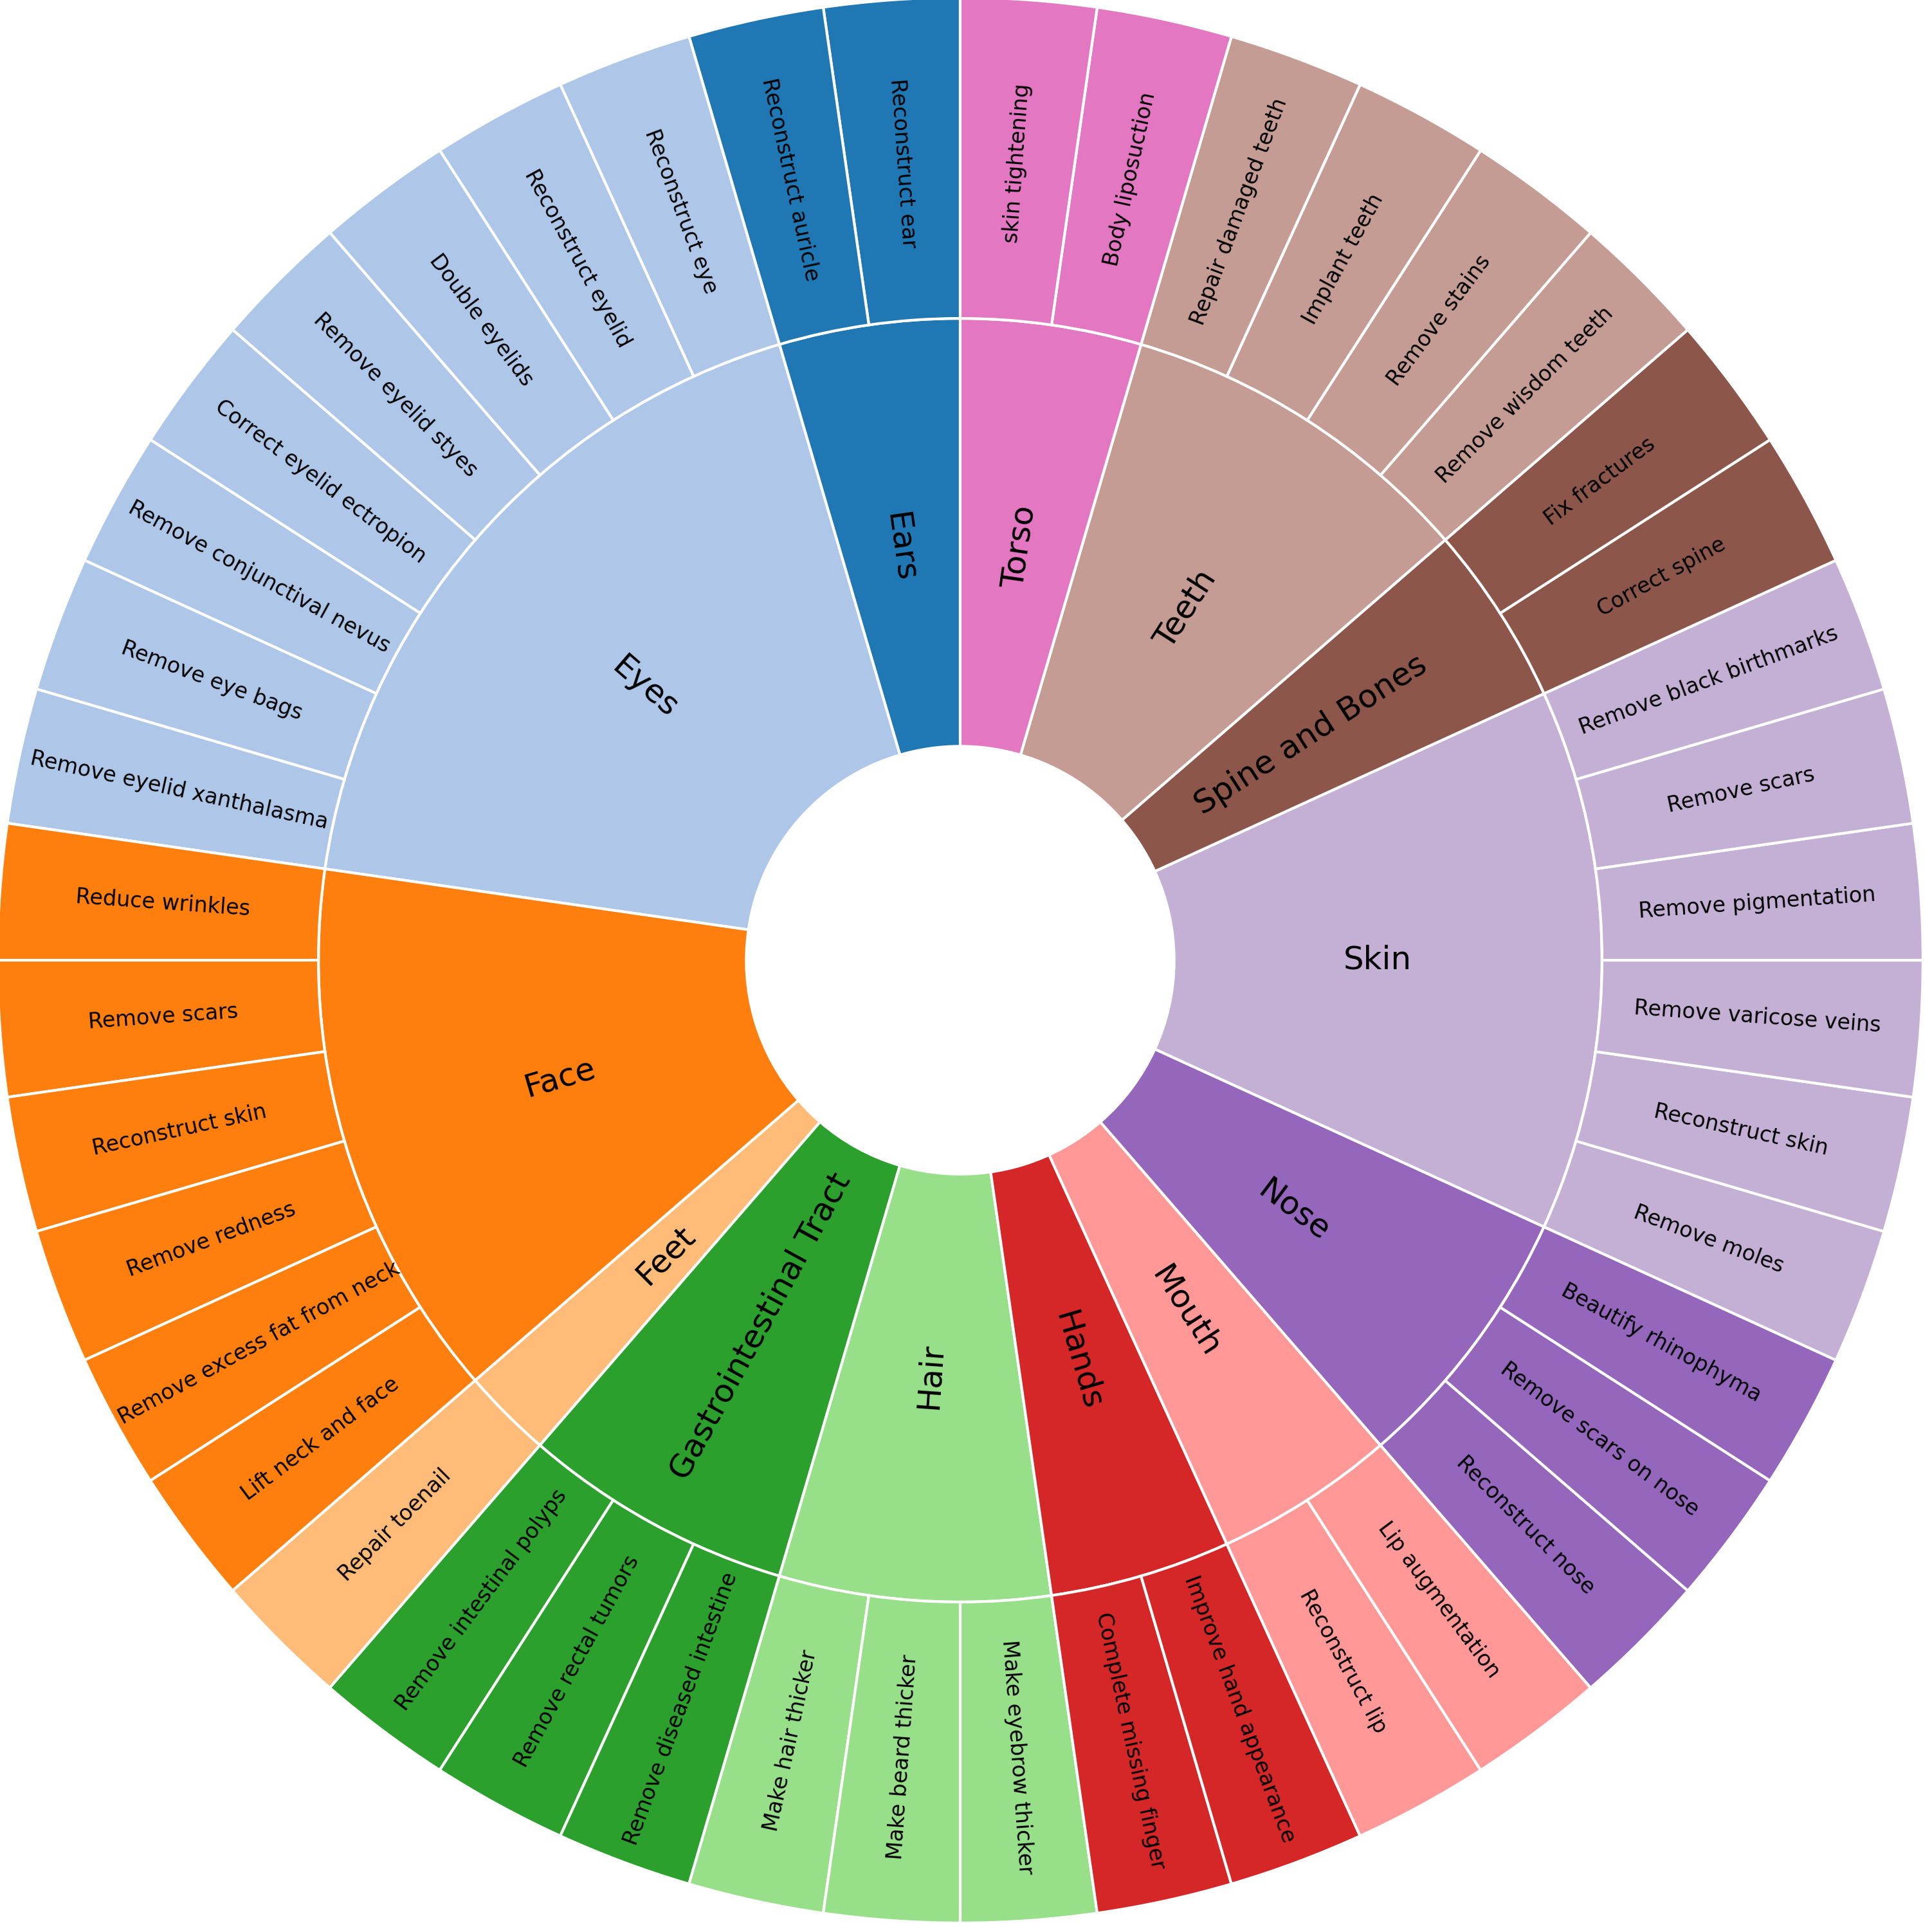 Torso
skin tightening
Body liposuction
Teeth
Repair damaged teeth
Implant teeth
Remove stains
Remove wisdom teeth
Spine and Bones
Fix fractures
Correct spine
Skin
Remove black birthmarks
Remove scars
Remove pigmentation
Remove varicose veins
Reconstruct skin
Remove moles
Nose
Beautify rhinophyma
Remove scars on nose
Reconstruct nose
Mouth
Lip augmentation
Reconstruct lip
Hands
Improve hand appearance
Complete missing finger
Hair
Make eyebrow thicker
Make beard thicker
Make hair thicker
Gastrointestinal Tract
Remove diseased intestine
Remove rectal tumors
Remove intestinal polyps
Feet
Repair toenail
Face
Lift neck and face
Remove excess fat from neck
Remove redness
Reconstruct skin
Remove scars
Reduce wrinkles
Eyes
Remove eyelid xanthalasma
Remove eye bags
Remove conjunctival nevus
Correct eyelid ectropion
Remove eyelid styes
Double eyelids
Reconstruct eyelid
Reconstruct eye
Ears
Reconstruct auricle
Reconstruct ear